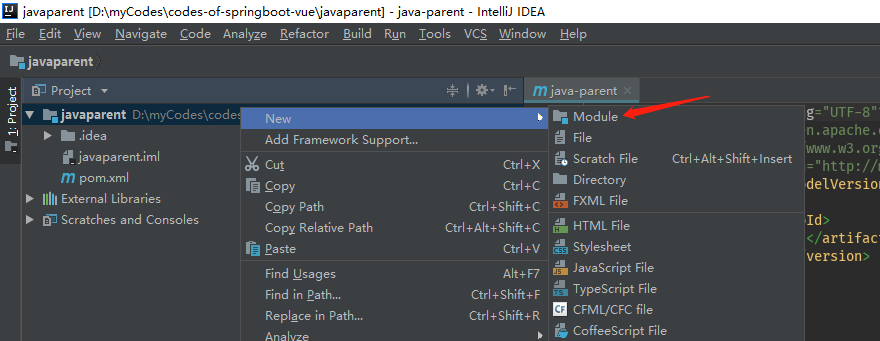 javaparent [D:\myCodes\codes-of-springboot-vue\javaparent] - java-parent - IntelliJ IDEA
File Edit View Navigate Code Analyze Refactor Build Run Tools VCS Window Help
javaparent
1: Project
Project
java-parent
javaparent D:\myCodes\codes
.idea
javaparent.iml
pom.xml
External Libraries
Scratches and Consoles
New
Add Framework Support...
Cut Ctrl+X
Copy Ctrl+C
Copy Path Ctrl+Shift+C
Copy Relative Path Ctrl+Alt+Shift+C
Paste Ctrl+V
Find Usages Alt+F7
Find in Path... Ctrl+Shift+F
Replace in Path... Ctrl+Shift+R
Analyze
Module
File
Scratch File Ctrl+Alt+Shift+Insert
Directory
FXML File
HTML File
Stylesheet
JavaScript File
TypeScript File
CFML/CFC file
CoffeeScript File
g="UTF-8"
n.apache.o
www.w3.org
="http://m
delVersion
Id>
</artifac
version>